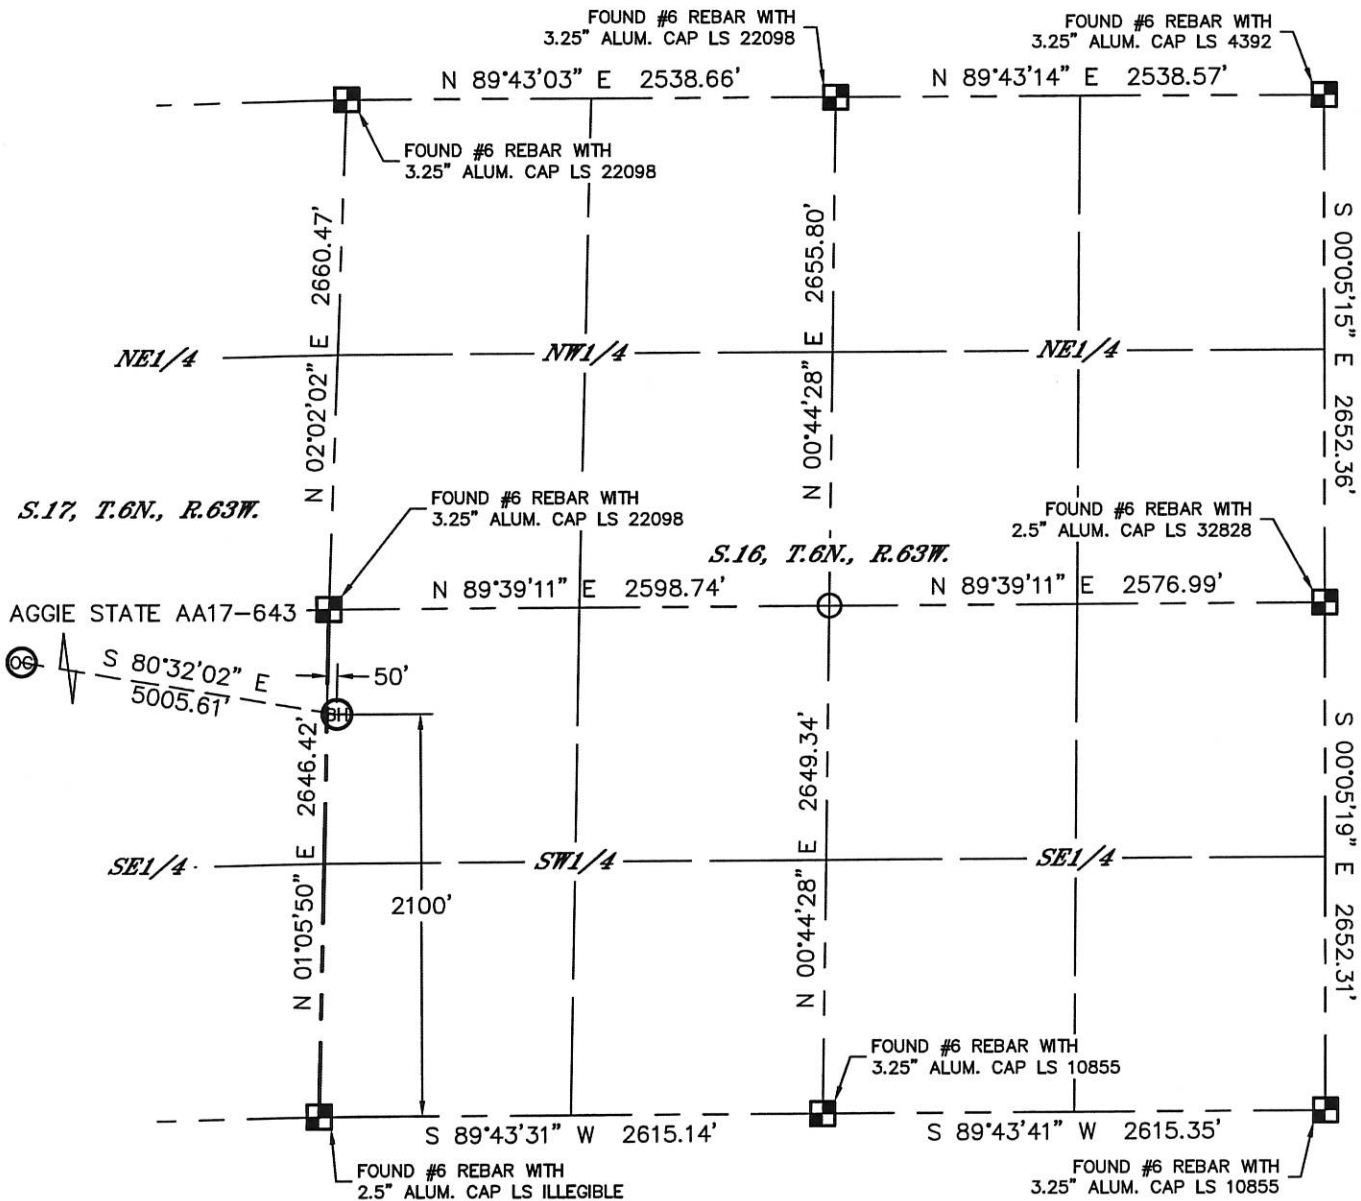 FOUND #6 REBAR WITH
3.25" ALUM. CAP LS 22098
FOUND #6 REBAR WITH
3.25" ALUM. CAP LS 4392
N 89°43'03" E 2538.66'
N 89°43'14" E 2538.57'
FOUND #6 REBAR WITH
3.25" ALUM. CAP LS 22098
N 02°02'02" E 2660.47'
N 00°44'28" E 2655.80'
S 00°05'15" E 2652.36'
NE1/4
NW1/4
NE1/4
S.17, T.6N., R.63W.
FOUND #6 REBAR WITH
3.25" ALUM. CAP LS 22098
FOUND #6 REBAR WITH
2.5" ALUM. CAP LS 32828
S.16, T.6N., R.63W.
N 89°39'11" E 2598.74'
N 89°39'11" E 2576.99'
AGGIE STATE AA17-643
OG
S 80°32'02" E
5005.61'
50'
BH
N 01°05'50" E 2646.42'
N 00°44'28" E 2649.34'
S 00°05'19" E 2652.31'
SE1/4
SW1/4
SE1/4
2100'
FOUND #6 REBAR WITH
3.25" ALUM. CAP LS 10855
S 89°43'31" W 2615.14'
S 89°43'41" W 2615.35'
FOUND #6 REBAR WITH
2.5" ALUM. CAP LS ILLEGIBLE
FOUND #6 REBAR WITH
3.25" ALUM. CAP LS 10855